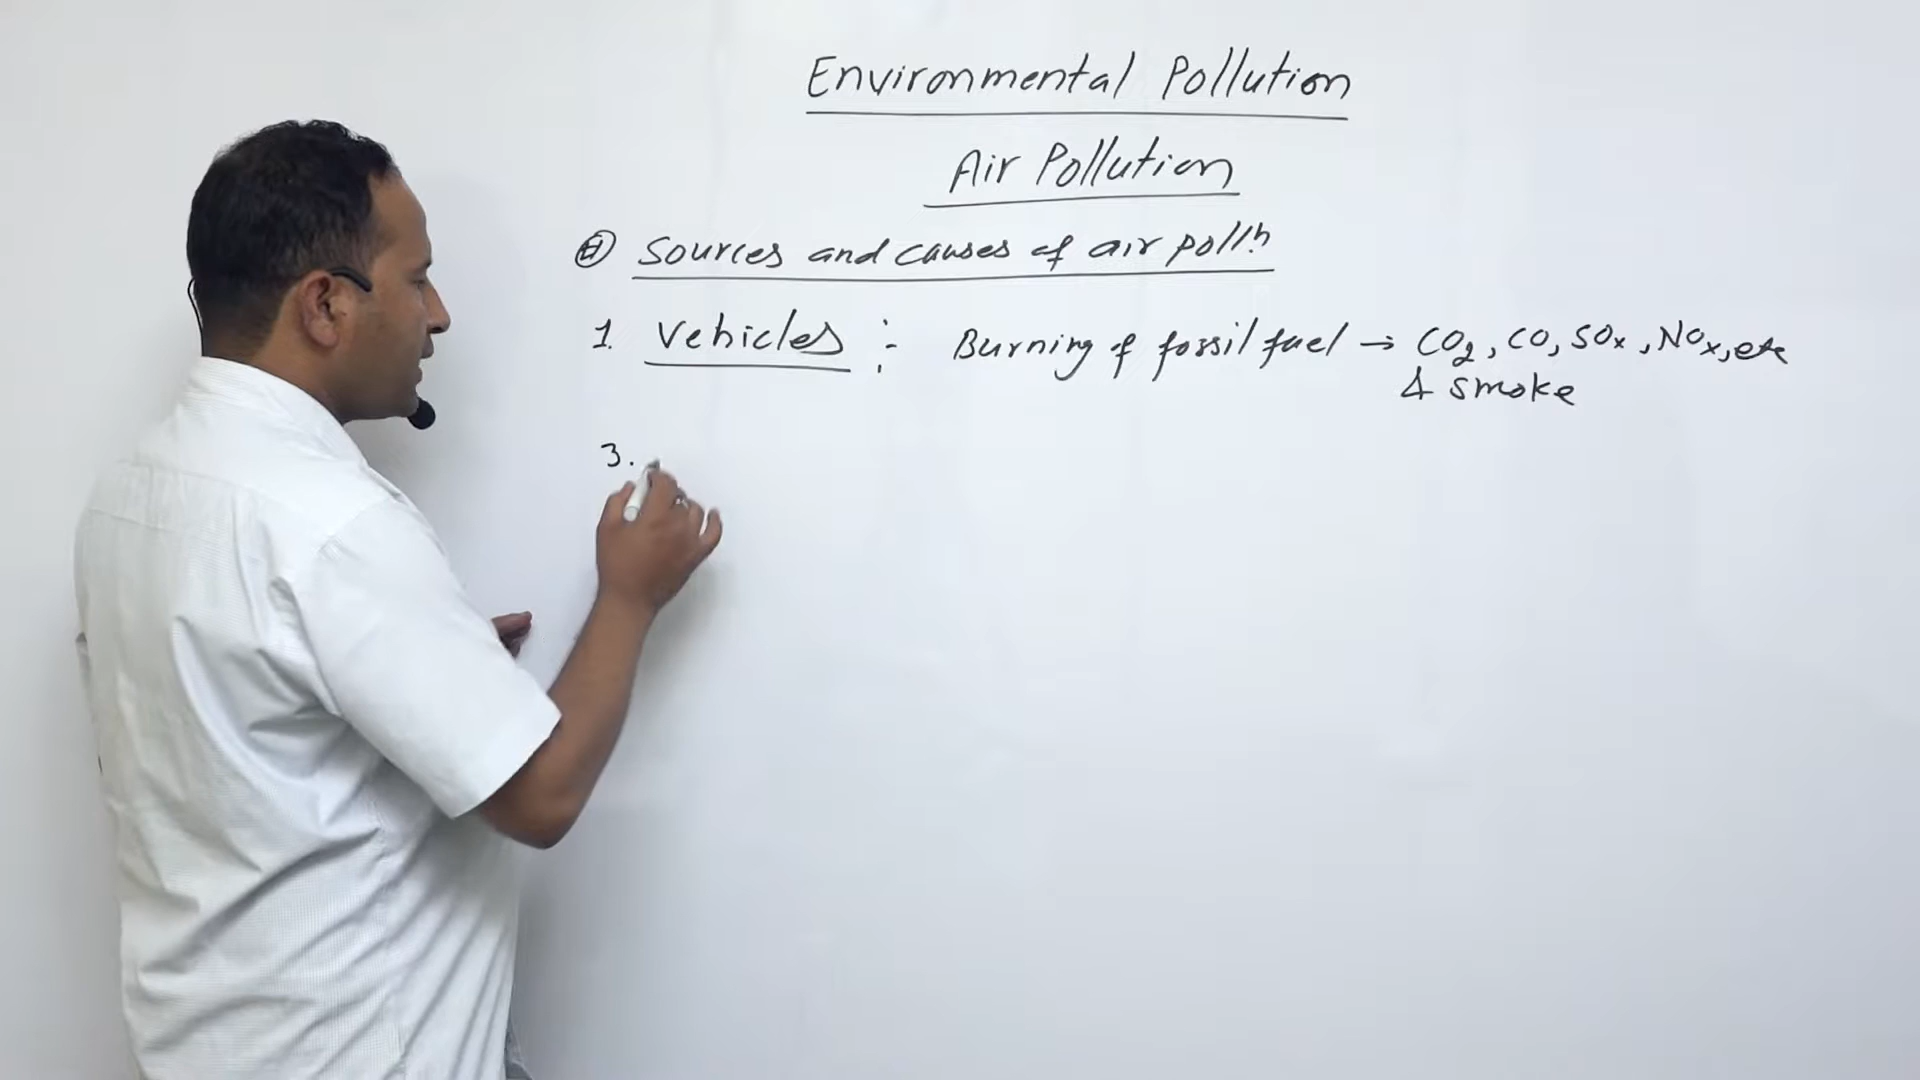 Environmental Pollution
Air Pollution
sources and causes of air pollⁿ
1. Vehicles :- Burning of fossil fuel → CO₂, CO, SOₓ, NOₓ, etc
& smoke
3.